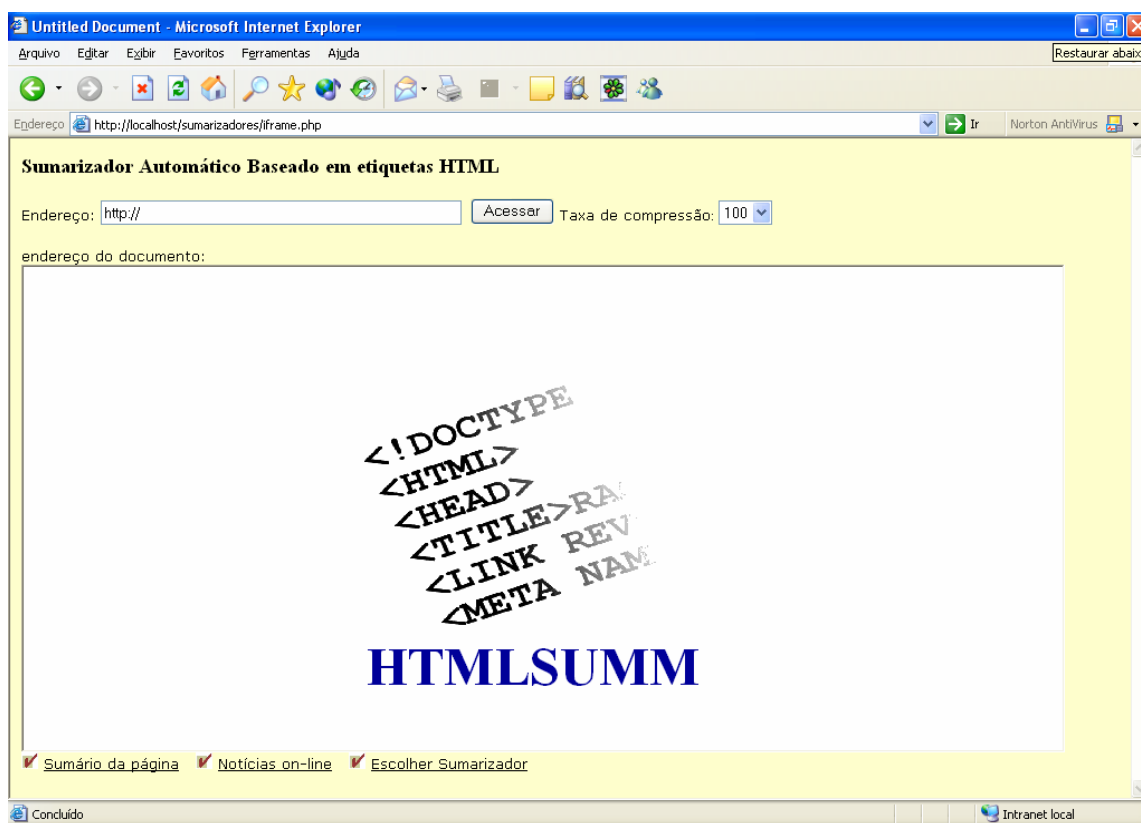 Untitled Document - Microsoft Internet Explorer
Arquivo Editar Exibir Favoritos Ferramentas Ajuda
Restaurar abaix
Endereço http://localhost/sumarizadores/iframe.php Ir Norton AntiVirus
Sumarizador Automático Baseado em etiquetas HTML
Endereço: http:// Acessar Taxa de compressão: 100
endereço do documento:
<!DOCTYPE
<HTML>
<HEAD>
<TITLE>RA
<LINK REV
<META NAM
HTMLSUMM
Sumário da página Notícias on-line Escolher Sumarizador
Concluído Intranet local